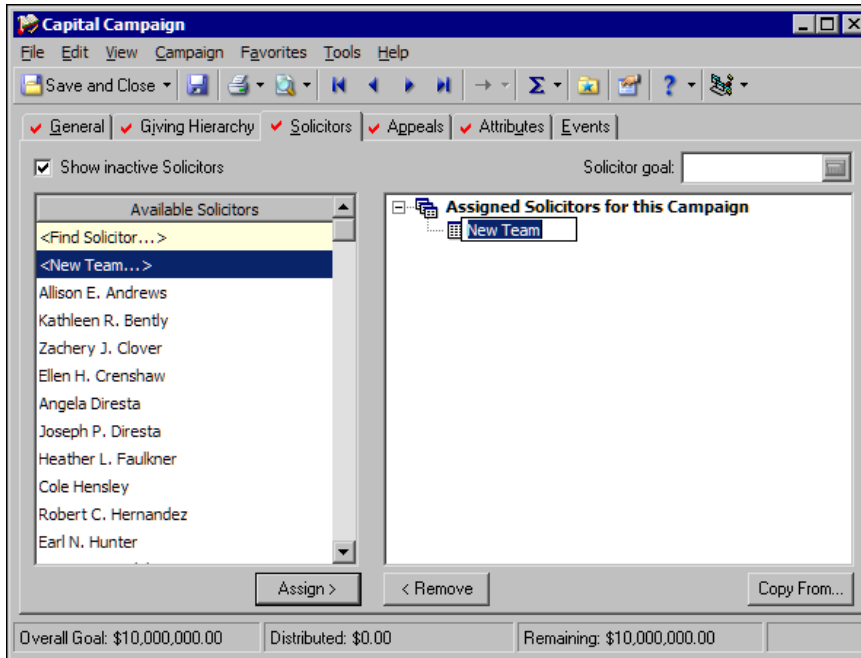 Capital Campaign
File Edit View Campaign Favorites Tools Help
Save and Close
General Giving Hierarchy Solicitors Appeals Attributes Events
Show inactive Solicitors Solicitor goal:
Available Solicitors
<Find Solicitor...>
<New Team...>
Allison E. Andrews
Kathleen R. Bently
Zachery J. Clover
Ellen H. Crenshaw
Angela Diresta
Joseph P. Diresta
Heather L. Faulkner
Cole Hensley
Robert C. Hernandez
Earl N. Hunter
Assigned Solicitors for this Campaign
New Team
Assign > < Remove Copy From...
Overall Goal: $10,000,000.00 Distributed: $0.00 Remaining: $10,000,000.00